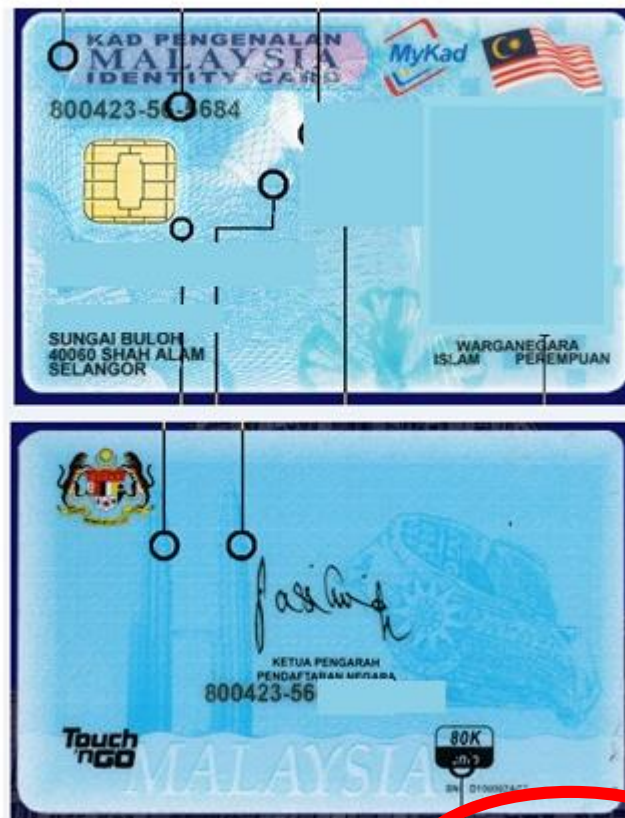 KAD PENGENALAN
MALAYSIA
IDENTITY CARD
MyKad
SUNGAI BULOH
40060 SHAH ALAM
SELANGOR
WARGANEGARA
ISLAM PEREMPUAN
KETUA PENGARAH
PENDAFTARAN NEGARA
800423-56
Touch
'nGO
80K
MALAYSIA